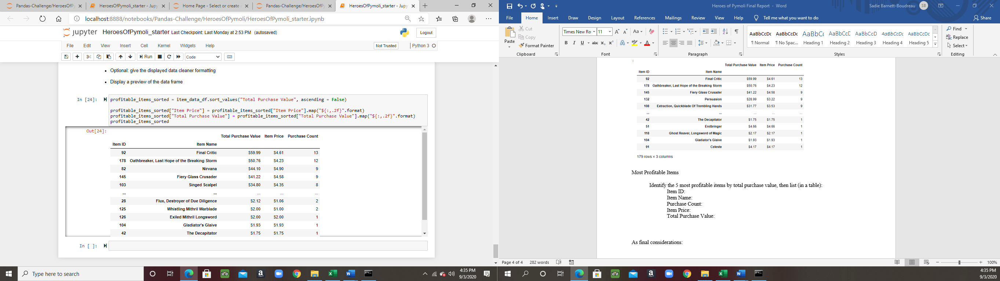 Pandas-Challenge/HeroesOfPy
HeroesOfPymoli_starter - Jupy
Home Page - Select or create
Pandas-Challenge/HeroesOfPy
HeroesOfPymoli_starter - Jupy
localhost:8888/notebooks/Pandas-Challenge/HeroesOfPymoli/HeroesOfPymoli_starter.ipynb
jupyter HeroesOfPymoli_starter Last Checkpoint: Last Monday at 2:53 PM (autosaved)
Logout
File Edit View Insert Cell Kernel Widgets Help
Not Trusted Python 3
Run Code
• Optional: give the displayed data cleaner formatting
• Display a preview of the data frame
In [24]: profitable_items_sorted = item_data_df.sort_values("Total Purchase Value", ascending = False)
profitable_items_sorted["Item Price"] = profitable_items_sorted["Item Price"].map("${:,.2f}".format)
profitable_items_sorted["Total Purchase Value"] = profitable_items_sorted["Total Purchase Value"].map("${:,.2f}".format)
profitable_items_sorted
Out[24]:
Total Purchase Value Item Price Purchase Count
Item ID Item Name
92 Final Critic $59.99 $4.61 13
178 Oathbreaker, Last Hope of the Breaking Storm $50.76 $4.23 12
82 Nirvana $44.10 $4.90 9
145 Fiery Glass Crusader $41.22 $4.58 9
103 Singed Scalpel $34.80 $4.35 8
... ... ... ... ...
28 Flux, Destroyer of Due Diligence $2.12 $1.06 2
125 Whistling Mithril Warblade $2.00 $1.00 2
126 Exiled Mithril Longsword $2.00 $2.00 1
104 Gladiator's Glaive $1.93 $1.93 1
42 The Decapitator $1.75 $1.75 1
In [ ]:
Type here to search
4:35 PM
9/3/2020
Heroes of Pymoli Final Report - Word
Sadie Barnett-Boudreau SB
File Home Insert Draw Design Layout References Mailings Review View Help Tell me what you want to do Share
Paste
Cut
Copy
Format Painter
Clipboard
Times New Ro 11
Aa
B I U abc x₂ x²
Font
Paragraph
AaBbCcDc AaBbCcDc AaBbCc AaBbCcE AaBbCcD AaBbCcDc AaBbCcDc
¶ Normal ¶ No Spac... Heading 1 Heading 2 Heading 3 Heading 4 Heading 5
Styles
Find
Replace
Select
Editing
:
Total Purchase Value Item Price Purchase Count
Item ID Item Name
92 Final Critic $59.99 $4.61 13
178 Oathbreaker, Last Hope of the Breaking Storm $50.76 $4.23 12
145 Fiery Glass Crusader $41.22 $4.58 9
132 Persuasion $28.99 $3.22 9
108 Extraction, Quickblade Of Trembling Hands $31.77 $3.53 9
... ... ... ... ...
42 The Decapitator $1.75 $1.75 1
51 Endbringer $4.66 $4.66 1
118 Ghost Reaver, Longsword of Magic $2.17 $2.17 1
104 Gladiator's Glaive $1.93 $1.93 1
91 Celeste $4.17 $4.17 1
179 rows × 3 columns
Most Profitable Items
Identify the 5 most profitable items by total purchase value, then list (in a table):
Item ID:
Item Name:
Purchase Count:
Item Price:
Total Purchase Value:
As final considerations:
Page 4 of 4 282 words
100%
4:35 PM
9/3/2020